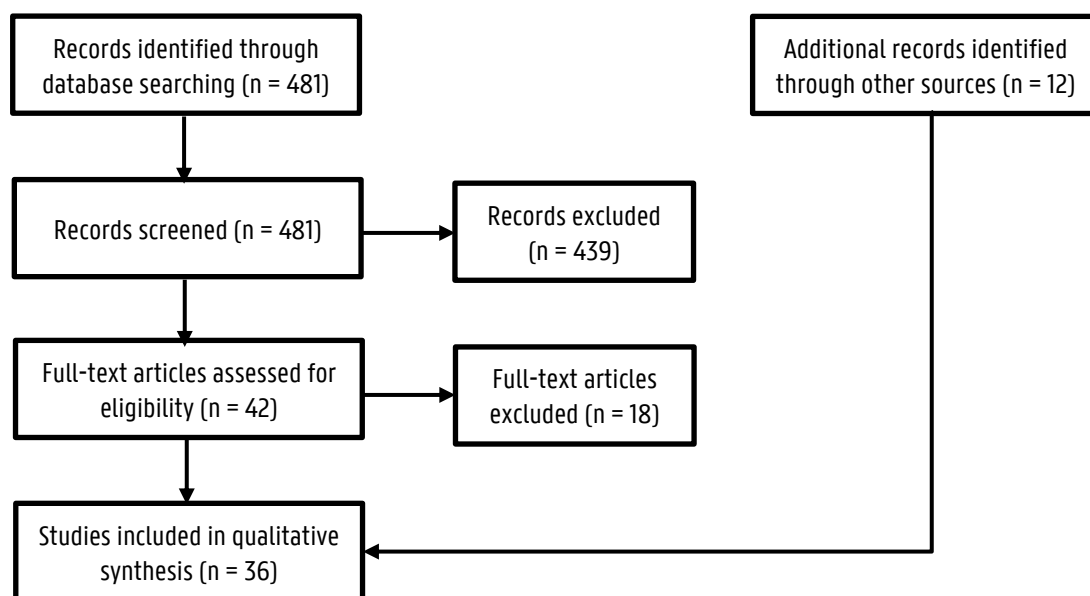 Records identified through
database searching (n = 481)
Additional records identified
through other sources (n = 12)
Records screened (n = 481)
Records excluded
(n = 439)
Full-text articles assessed for
eligibility (n = 42)
Full-text articles
excluded (n = 18)
Studies included in qualitative
synthesis (n = 36)